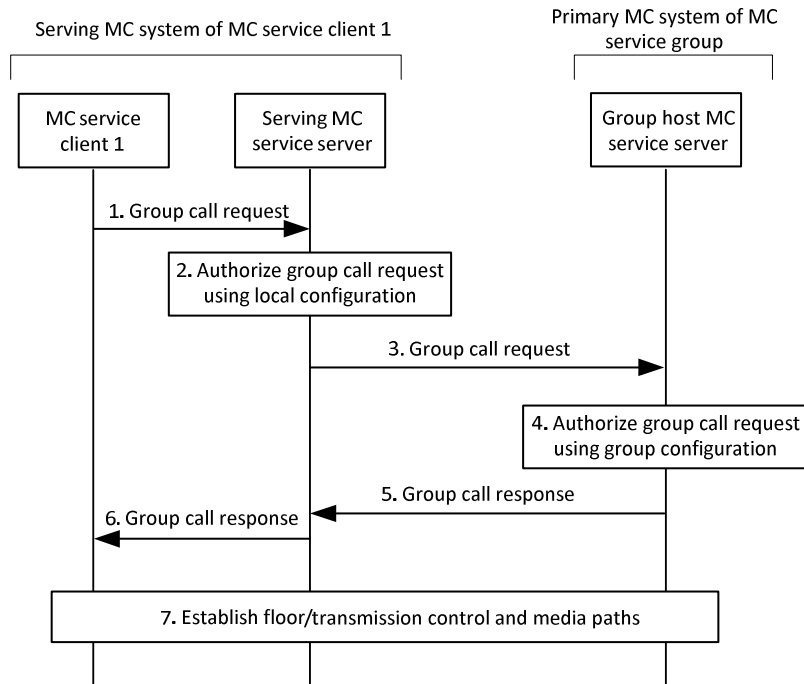 Serving MC system of MC service client 1
Primary MC system of MC
service group
MC service
client 1
Serving MC
service server
Group host MC
service server
1. Group call request
2. Authorize group call request
using local configuration
3. Group call request
4. Authorize group call request
using group configuration
5. Group call response
6. Group call response
7. Establish floor/transmission control and media paths